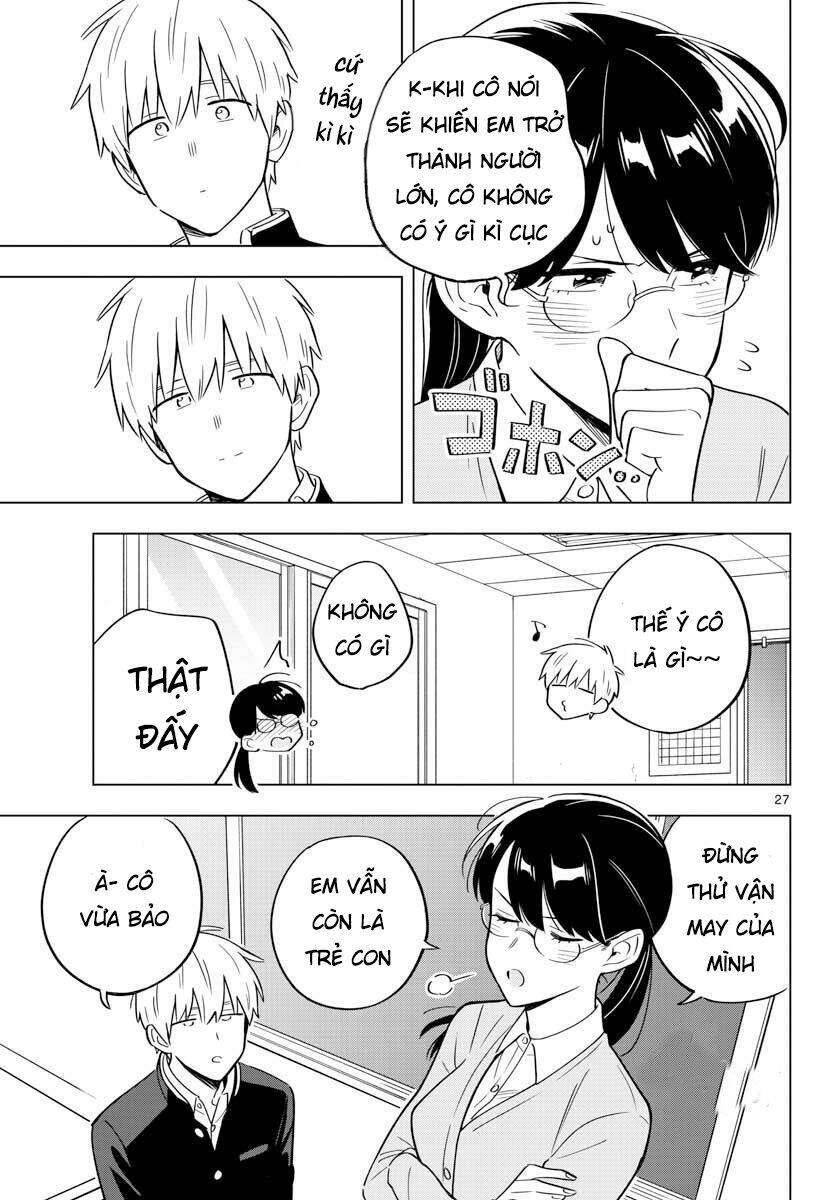 K-KHI CÔ NÓI
SẼ KHIẾN EM TRỞ
THÀNH NGƯỜI
LỚN, CÔ KHÔNG
CÓ Ý GÌ KÌ CỤC
ゴホン
cứ
thấy
kì kì
THẾ Ý CÔ
LÀ GÌ~~
KHÔNG
CÓ GÌ
THẬT
ĐẤY
27
ĐỪNG
THỬ VẬN
MAY CỦA
MÌNH
EM VẪN
CÒN LÀ
TRẺ CON
À- CÔ
VỪA BẢO